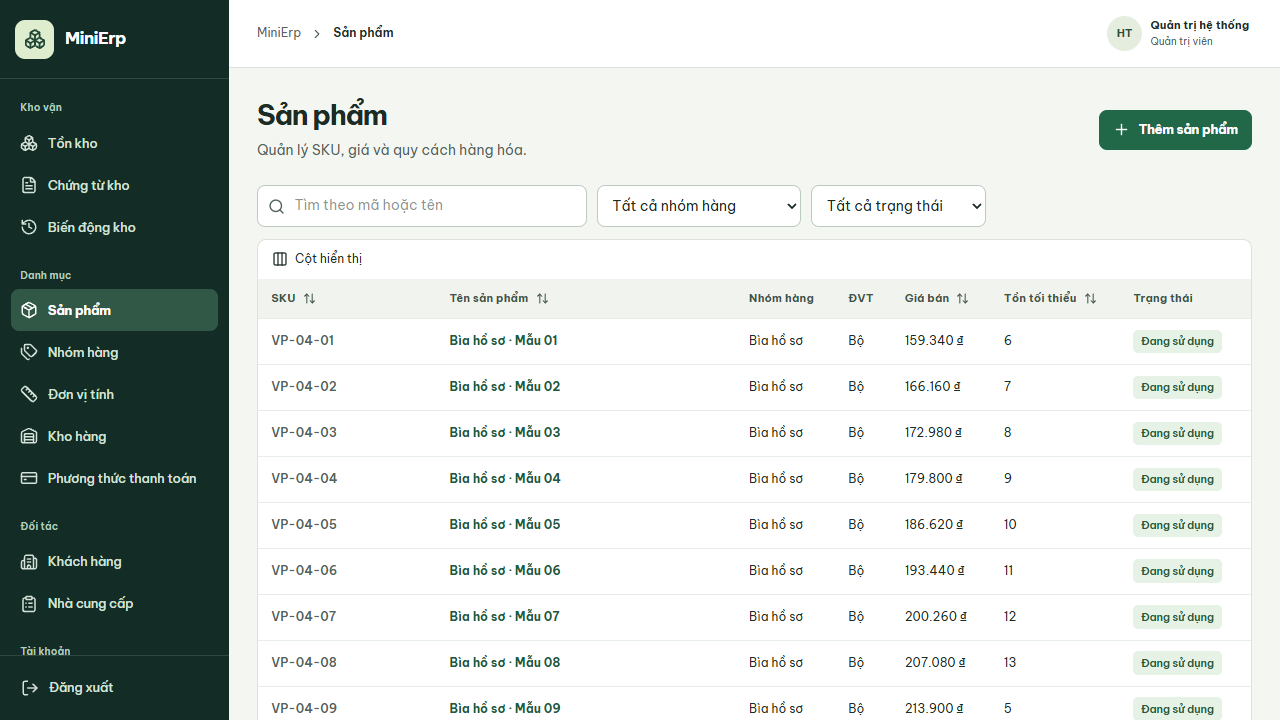 MiniErp
Kho vận
Tồn kho
Chứng từ kho
Biến động kho
Danh mục
Sản phẩm
Nhóm hàng
Đơn vị tính
Kho hàng
Phương thức thanh toán
Đối tác
Khách hàng
Nhà cung cấp
Tài khoản
Đăng xuất
MiniErp > Sản phẩm
HT
Quản trị hệ thống
Quản trị viên
Sản phẩm
Quản lý SKU, giá và quy cách hàng hóa.
Thêm sản phẩm
Tìm theo mã hoặc tên
Tất cả nhóm hàng
Tất cả trạng thái
Cột hiển thị
SKU Tên sản phẩm Nhóm hàng ĐVT Giá bán Tồn tối thiểu Trạng thái
VP-04-01 Bìa hồ sơ · Mẫu 01 Bìa hồ sơ Bộ 159.340 ₫ 6 Đang sử dụng
VP-04-02 Bìa hồ sơ · Mẫu 02 Bìa hồ sơ Bộ 166.160 ₫ 7 Đang sử dụng
VP-04-03 Bìa hồ sơ · Mẫu 03 Bìa hồ sơ Bộ 172.980 ₫ 8 Đang sử dụng
VP-04-04 Bìa hồ sơ · Mẫu 04 Bìa hồ sơ Bộ 179.800 ₫ 9 Đang sử dụng
VP-04-05 Bìa hồ sơ · Mẫu 05 Bìa hồ sơ Bộ 186.620 ₫ 10 Đang sử dụng
VP-04-06 Bìa hồ sơ · Mẫu 06 Bìa hồ sơ Bộ 193.440 ₫ 11 Đang sử dụng
VP-04-07 Bìa hồ sơ · Mẫu 07 Bìa hồ sơ Bộ 200.260 ₫ 12 Đang sử dụng
VP-04-08 Bìa hồ sơ · Mẫu 08 Bìa hồ sơ Bộ 207.080 ₫ 13 Đang sử dụng
VP-04-09 Bìa hồ sơ · Mẫu 09 Bìa hồ sơ Bộ 213.900 ₫ 5 Đang sử dụng